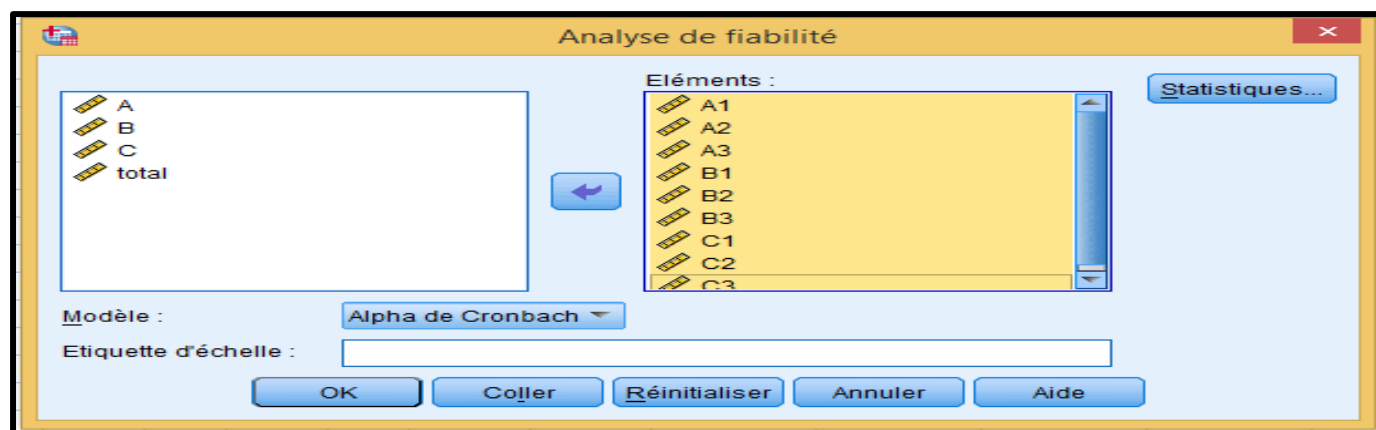 Analyse de fiabilité
Eléments :
Statistiques...
A
B
C
total
A1
A2
A3
B1
B2
B3
C1
C2
C3
Modèle :
Alpha de Cronbach
Etiquette d'échelle :
OK
Coller
Réinitialiser
Annuler
Aide